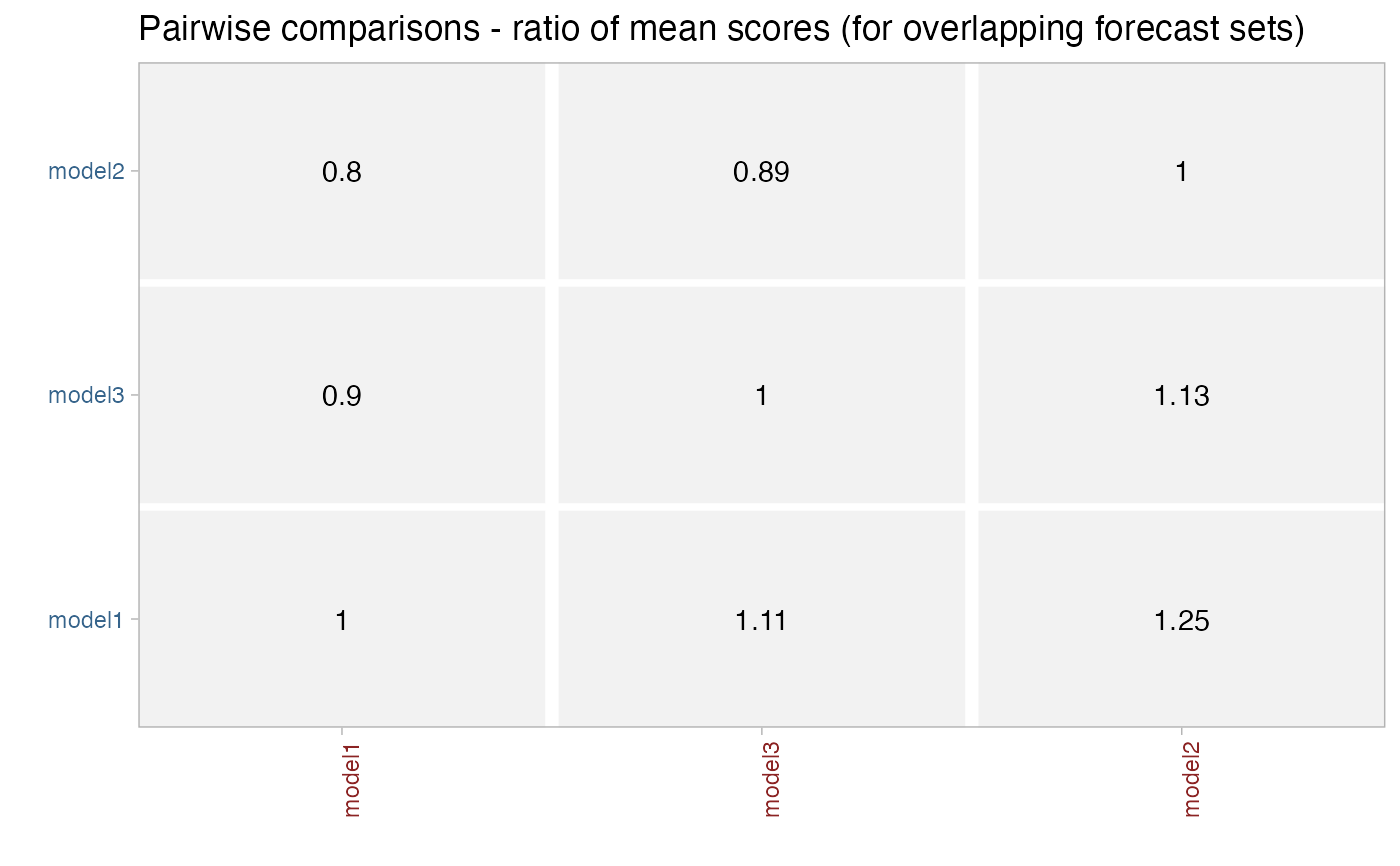 Pairwise comparisons - ratio of mean scores (for overlapping forecast sets)
model2 0.8 0.89 1
model3 0.9 1 1.13
model1 1 1.11 1.25
model1 model3 model2